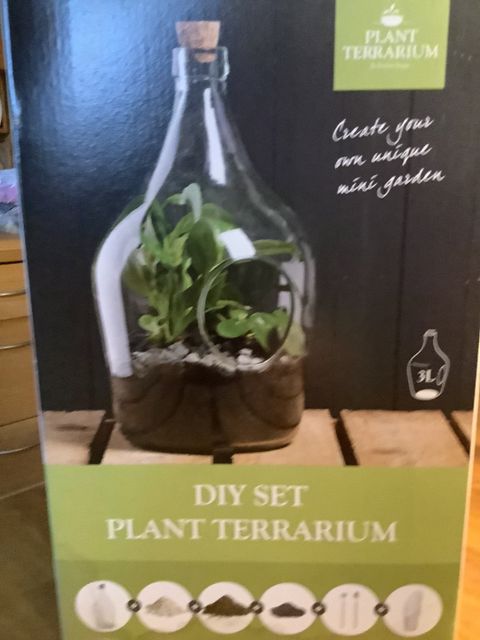 PLANT
TERRARIUM
Create your
own unique
mini garden
3L
DIY SET
PLANT TERRARIUM